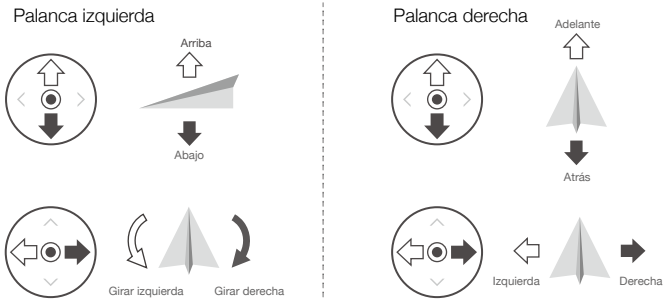 Palanca izquierda
Arriba
Abajo
Girar izquierda
Girar derecha
Palanca derecha
Adelante
Atrás
Izquierda
Derecha